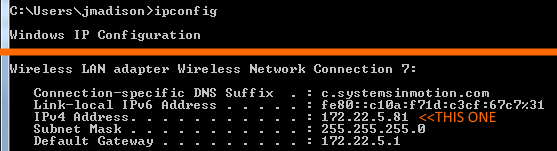 C:\Users\jmadison>ipconfig
Windows IP Configuration
Wireless LAN adapter Wireless Network Connection 7:
Connection-specific DNS Suffix . : c.systemsinmotion.com
Link-local IPv6 Address . . . . . : fe80::c10a:f71d:c3cf:67c7%31
IPv4 Address. . . . . . . . . . . : 172.22.5.81 <<THIS ONE
Subnet Mask . . . . . . . . . . . : 255.255.255.0
Default Gateway . . . . . . . . . : 172.22.5.1